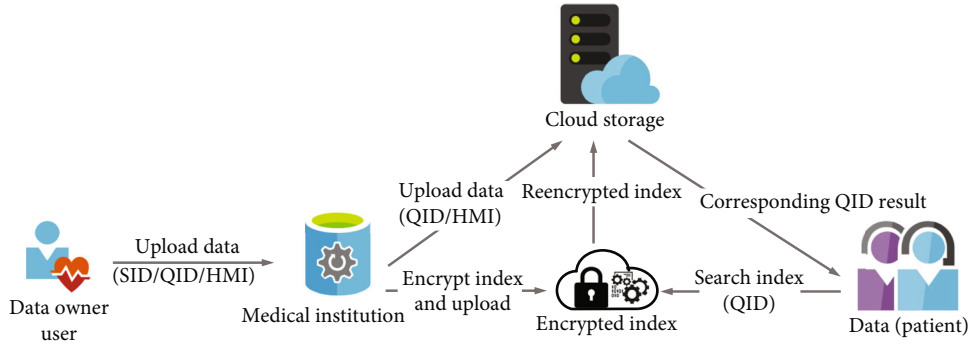 Cloud storage
Upload data
(QID/HMI)
Reencrypted index
Corresponding QID result
Upload data
(SID/QID/HMI)
Encrypt index
and upload
Search index
(QID)
Data owner
user
Medical institution
Encrypted index
Data (patient)